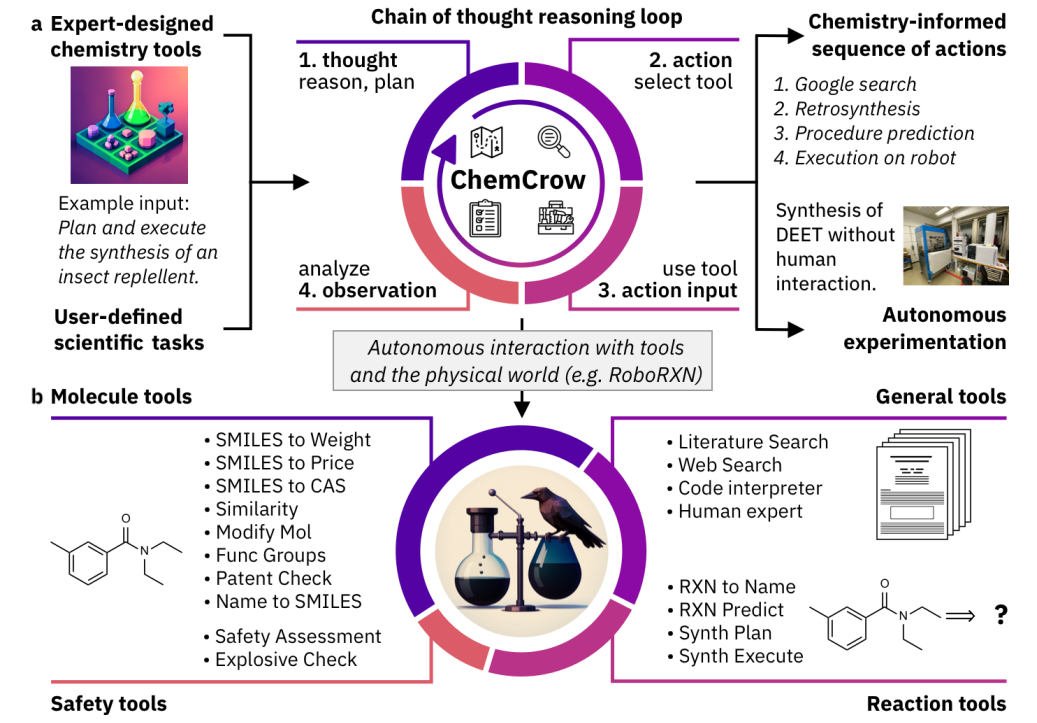 a Expert-designed
chemistry tools
Example input:
Plan and execute
the synthesis of an
insect replellent.
User-defined
scientific tasks
Chain of thought reasoning loop
1. thought
reason, plan
2. action
select tool
ChemCrow
analyze
4. observation
use tool
3. action input
Chemistry-informed
sequence of actions
1. Google search
2. Retrosynthesis
3. Procedure prediction
4. Execution on robot
Synthesis of
DEET without
human
interaction.
Autonomous
experimentation
Autonomous interaction with tools
and the physical world (e.g. RoboRXN)
b Molecule tools
• SMILES to Weight
• SMILES to Price
• SMILES to CAS
• Similarity
• Modify Mol
• Func Groups
• Patent Check
• Name to SMILES
O
N
• Safety Assessment
• Explosive Check
Safety tools
General tools
• Literature Search
• Web Search
• Code interpreter
• Human expert
• RXN to Name
• RXN Predict
• Synth Plan
• Synth Execute
O
N
?
Reaction tools